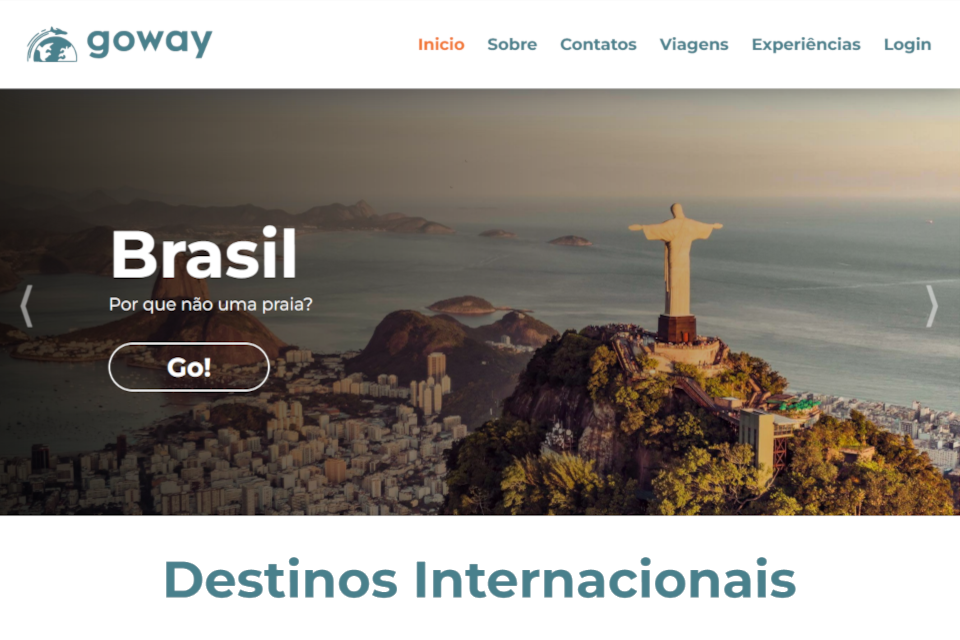 goway
Inicio Sobre Contatos Viagens Experiências Login
Brasil
Por que não uma praia?
Go!
Destinos Internacionais